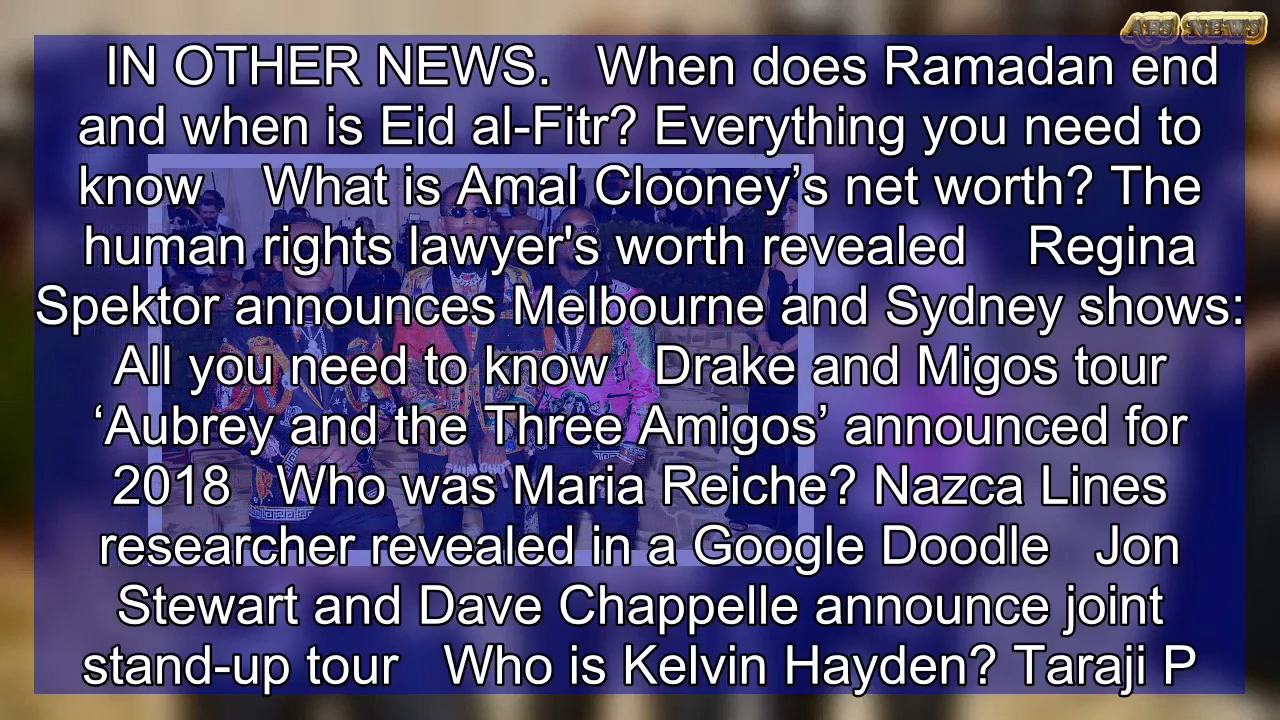 AFS NEWS
IN OTHER NEWS. When does Ramadan end
and when is Eid al-Fitr? Everything you need to
know What is Amal Clooney’s net worth? The
human rights lawyer's worth revealed Regina
Spektor announces Melbourne and Sydney shows:
All you need to know Drake and Migos tour
‘Aubrey and the Three Amigos’ announced for
2018 Who was Maria Reiche? Nazca Lines
researcher revealed in a Google Doodle Jon
Stewart and Dave Chappelle announce joint
stand-up tour Who is Kelvin Hayden? Taraji P